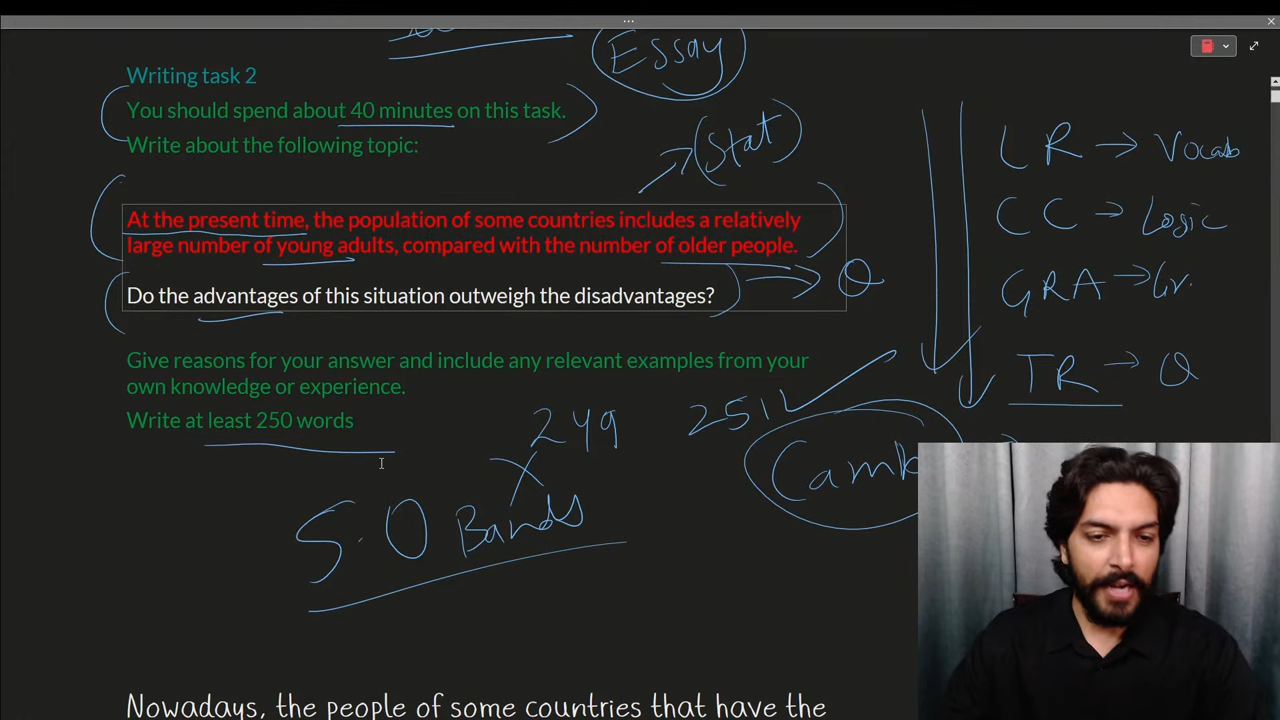 Essay
Writing task 2
You should spend about 40 minutes on this task.
Write about the following topic:
(Stat)
LR → Vocab
CC → Logic
GRA → Gr.
TR → Q
At the present time, the population of some countries includes a relatively
large number of young adults, compared with the number of older people.
Do the advantages of this situation outweigh the disadvantages?
Q
Give reasons for your answer and include any relevant examples from your
own knowledge or experience.
Write at least 250 words
249
251
5.0 Bands
Nowadays, the people of some countries that have the